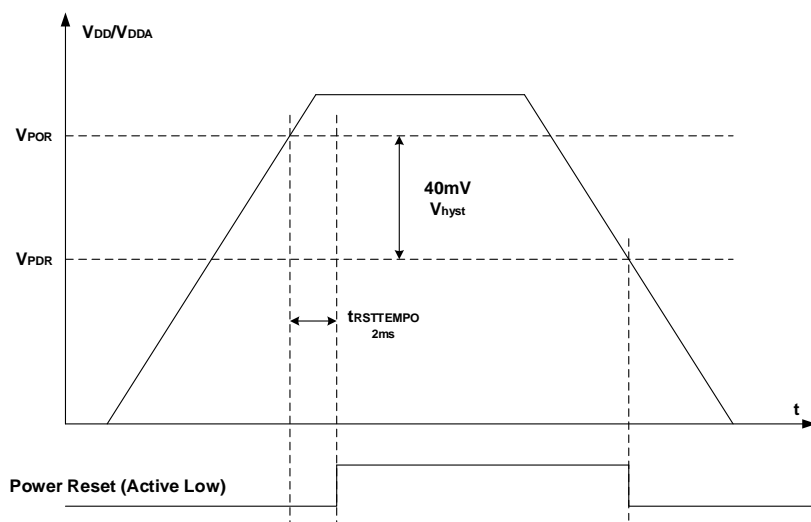 VDD/VDDA
VPOR
40mV
Vhyst
VPDR
tRSTTEMPO
2ms
t
Power Reset (Active Low)